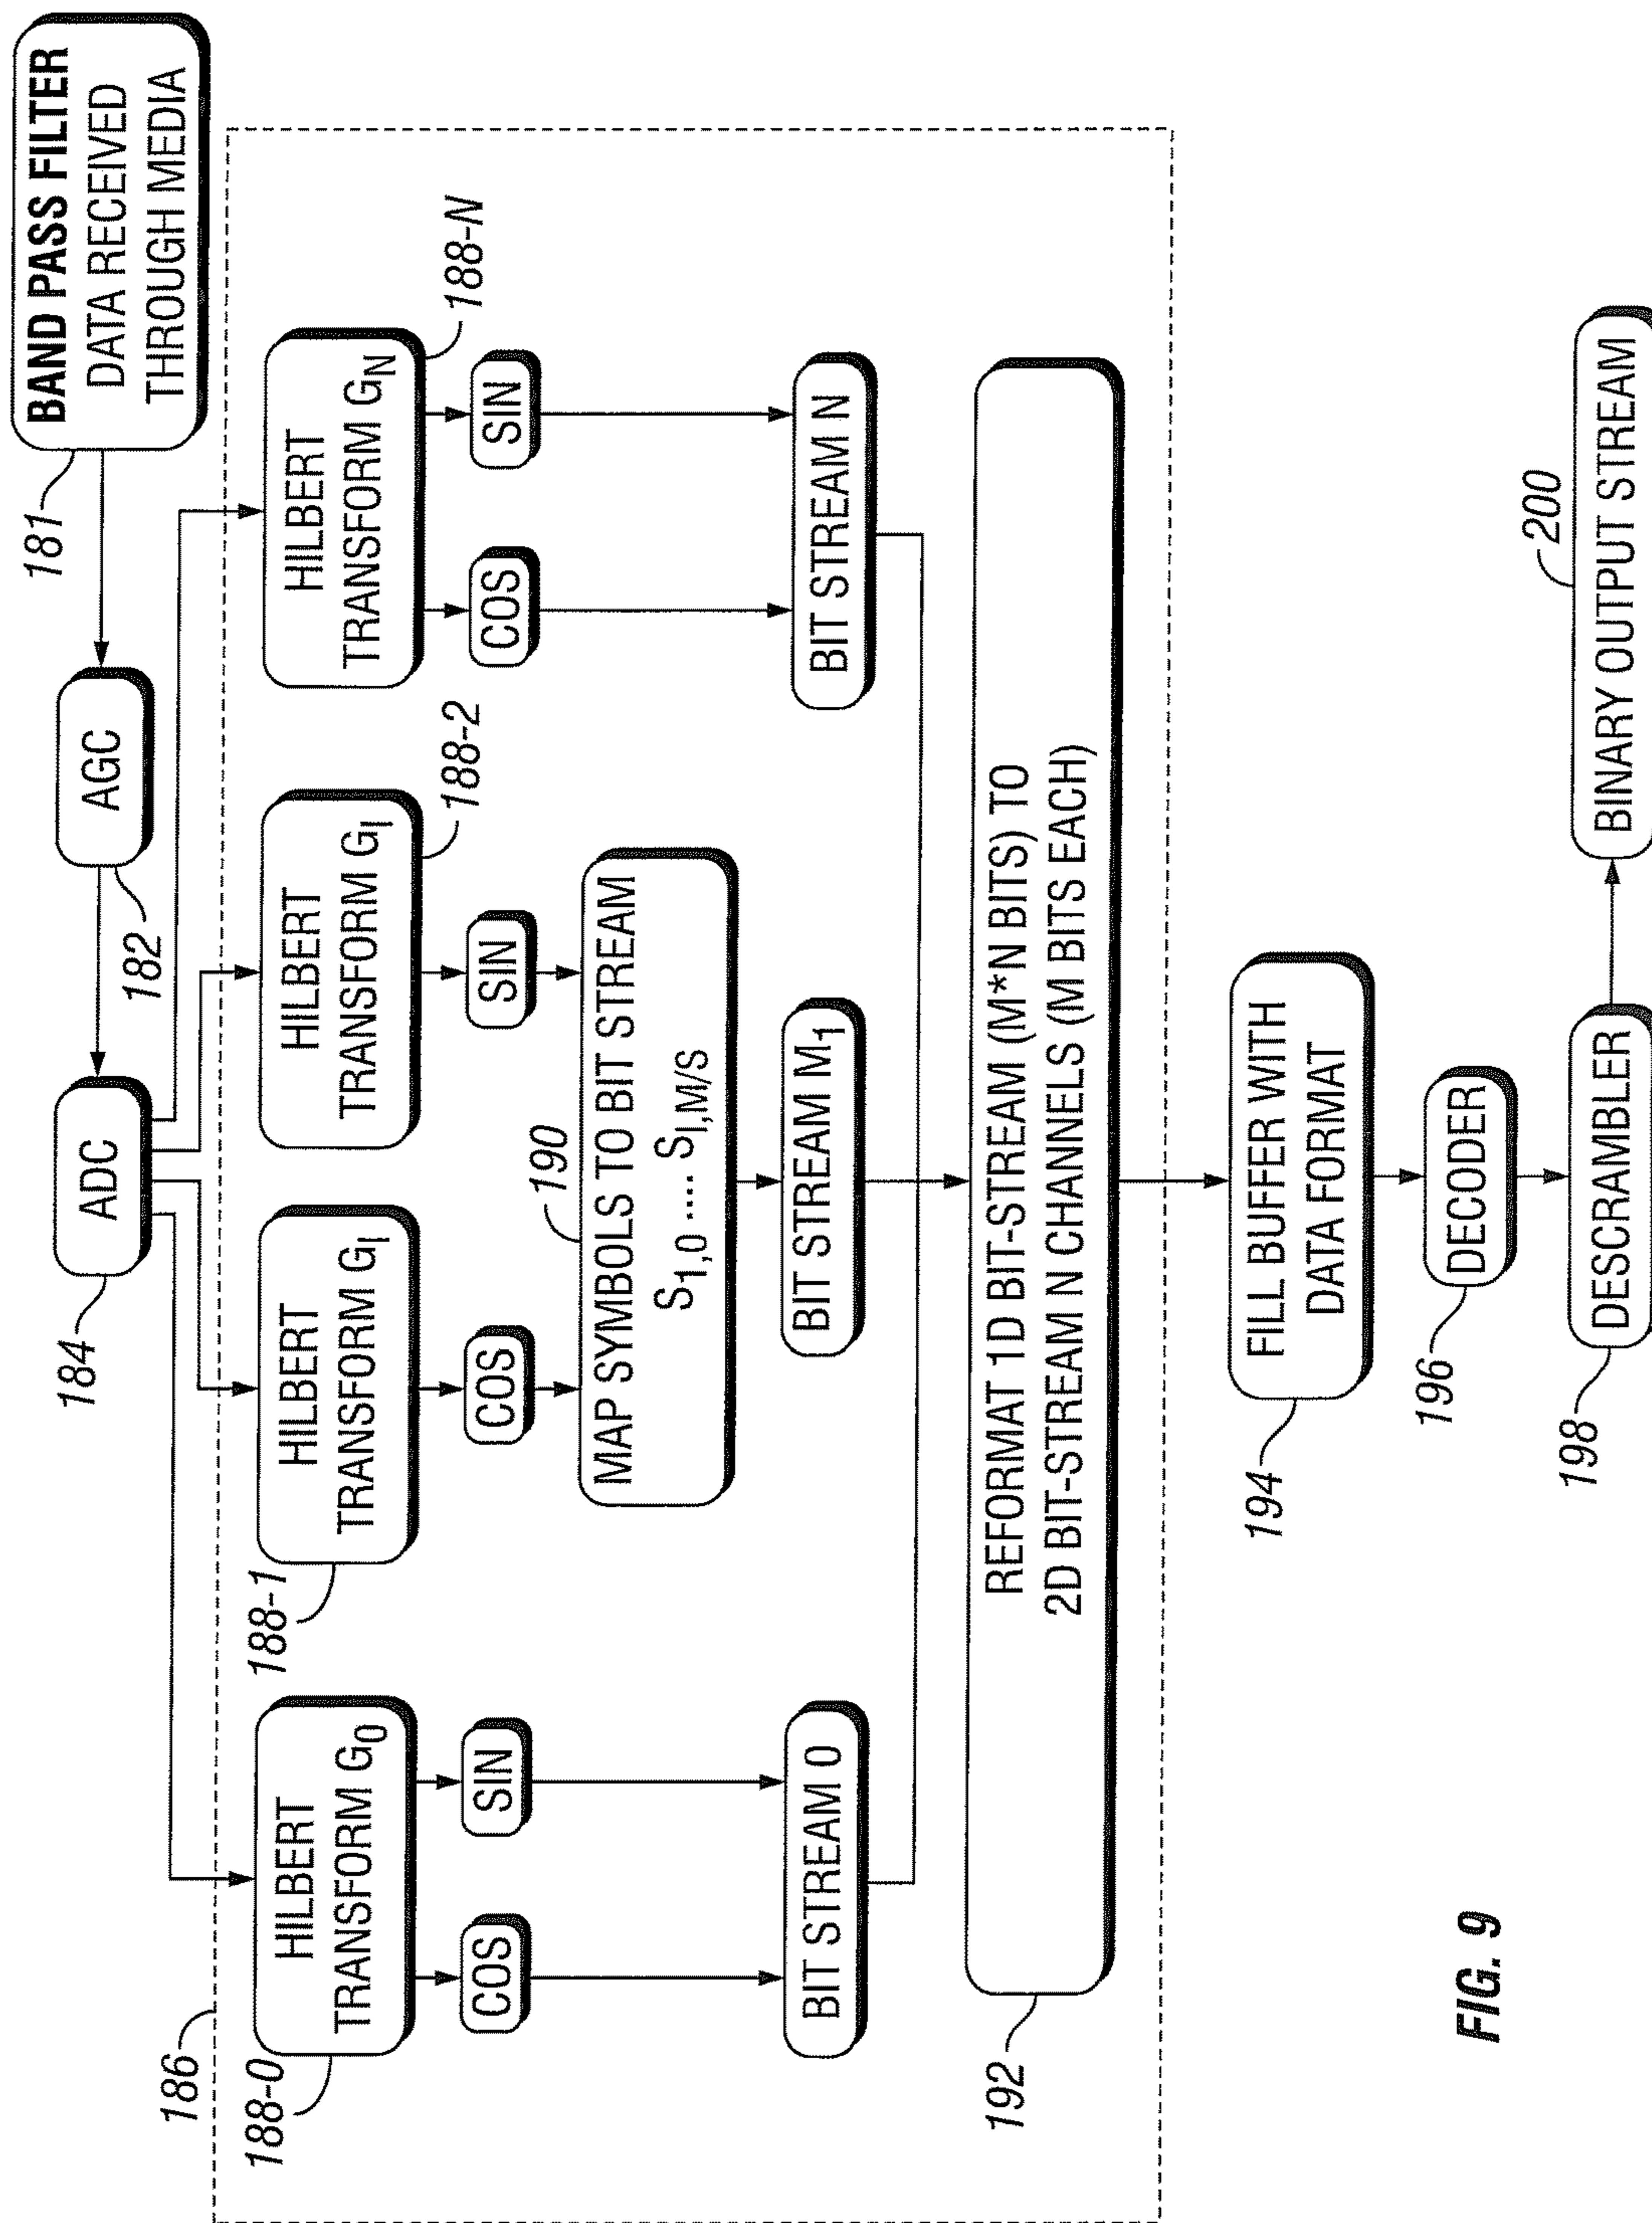 BAND PASS FILTER
DATA RECEIVED
THROUGH MEDIA
181
AGC
182
ADC
184
186
HILBERT
TRANSFORM G0
188-0
HILBERT
TRANSFORM GI
188-1
HILBERT
TRANSFORM GI
188-2
HILBERT
TRANSFORM GN
188-N
COS
SIN
COS
SIN
COS
SIN
MAP SYMBOLS TO BIT STREAM
S1,0 .... SI,M/S
190
BIT STREAM 0
BIT STREAM M1
BIT STREAM N
REFORMAT 1D BIT-STREAM (M*N BITS) TO
2D BIT-STREAM N CHANNELS (M BITS EACH)
192
FILL BUFFER WITH
DATA FORMAT
194
DECODER
196
DESCRAMBLER
198
BINARY OUTPUT STREAM
200
FIG. 9